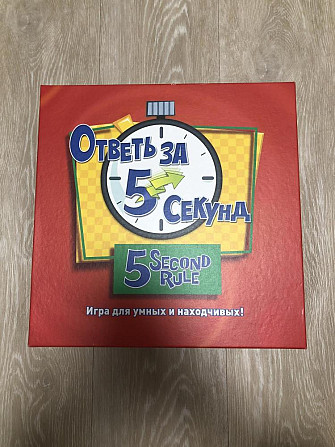 Ответь за
5 секунд
5 Second
Rule
Игра для умных и находчивых!